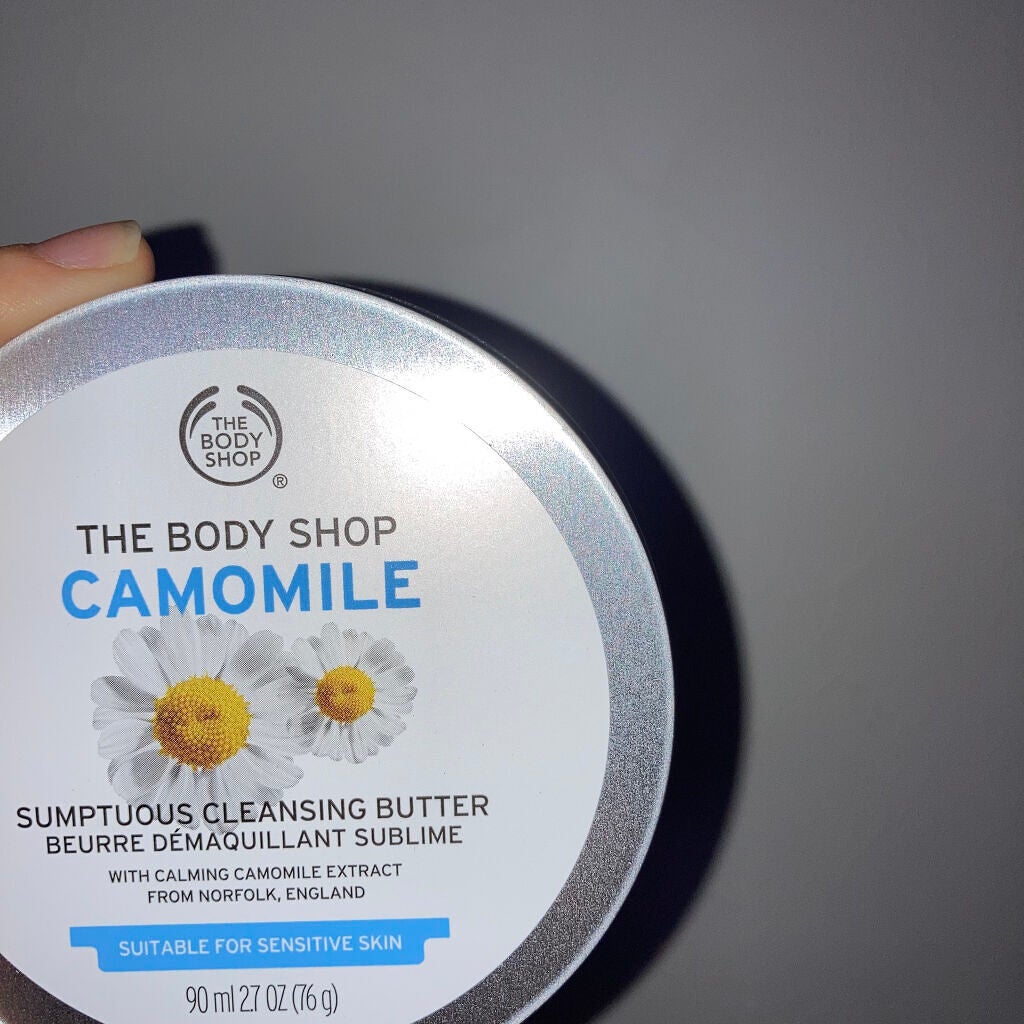 THE
BODY
SHOP
®
THE BODY SHOP
CAMOMILE
SUMPTUOUS CLEANSING BUTTER
BEURRE DÉMAQUILLANT SUBLIME
WITH CALMING CAMOMILE EXTRACT
FROM NORFOLK, ENGLAND
SUITABLE FOR SENSITIVE SKIN
90 ml 2.7 OZ (76 g)